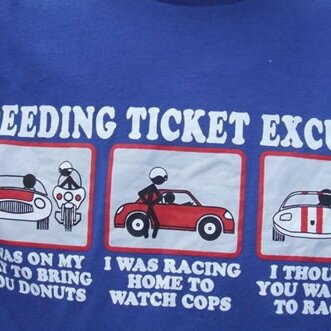 EEDING TICKET EXCU
WAS ON MY
Y TO BRING
OU DONUTS
I WAS RACING
HOME TO
WATCH COPS
I THOU
YOU WA
TO RA